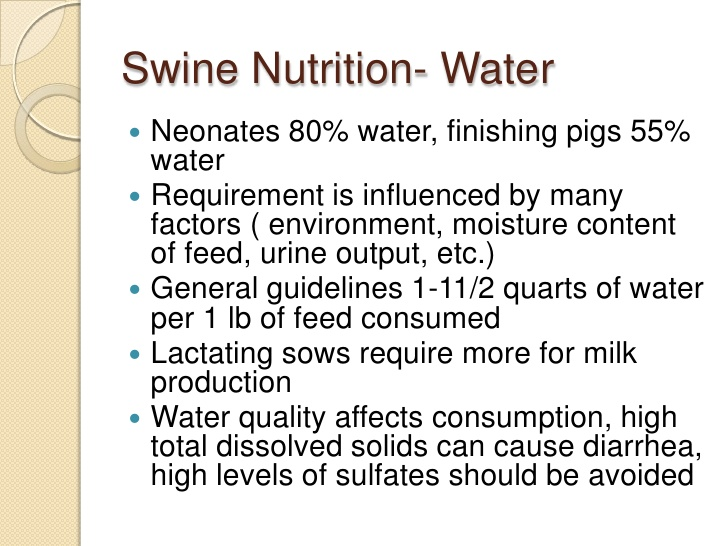 Swine Nutrition- Water
• Neonates 80% water, finishing pigs 55%
water
• Requirement is influenced by many
factors ( environment, moisture content
of feed, urine output, etc.)
• General guidelines 1-11/2 quarts of water
per 1 lb of feed consumed
• Lactating sows require more for milk
production
• Water quality affects consumption, high
total dissolved solids can cause diarrhea,
high levels of sulfates should be avoided